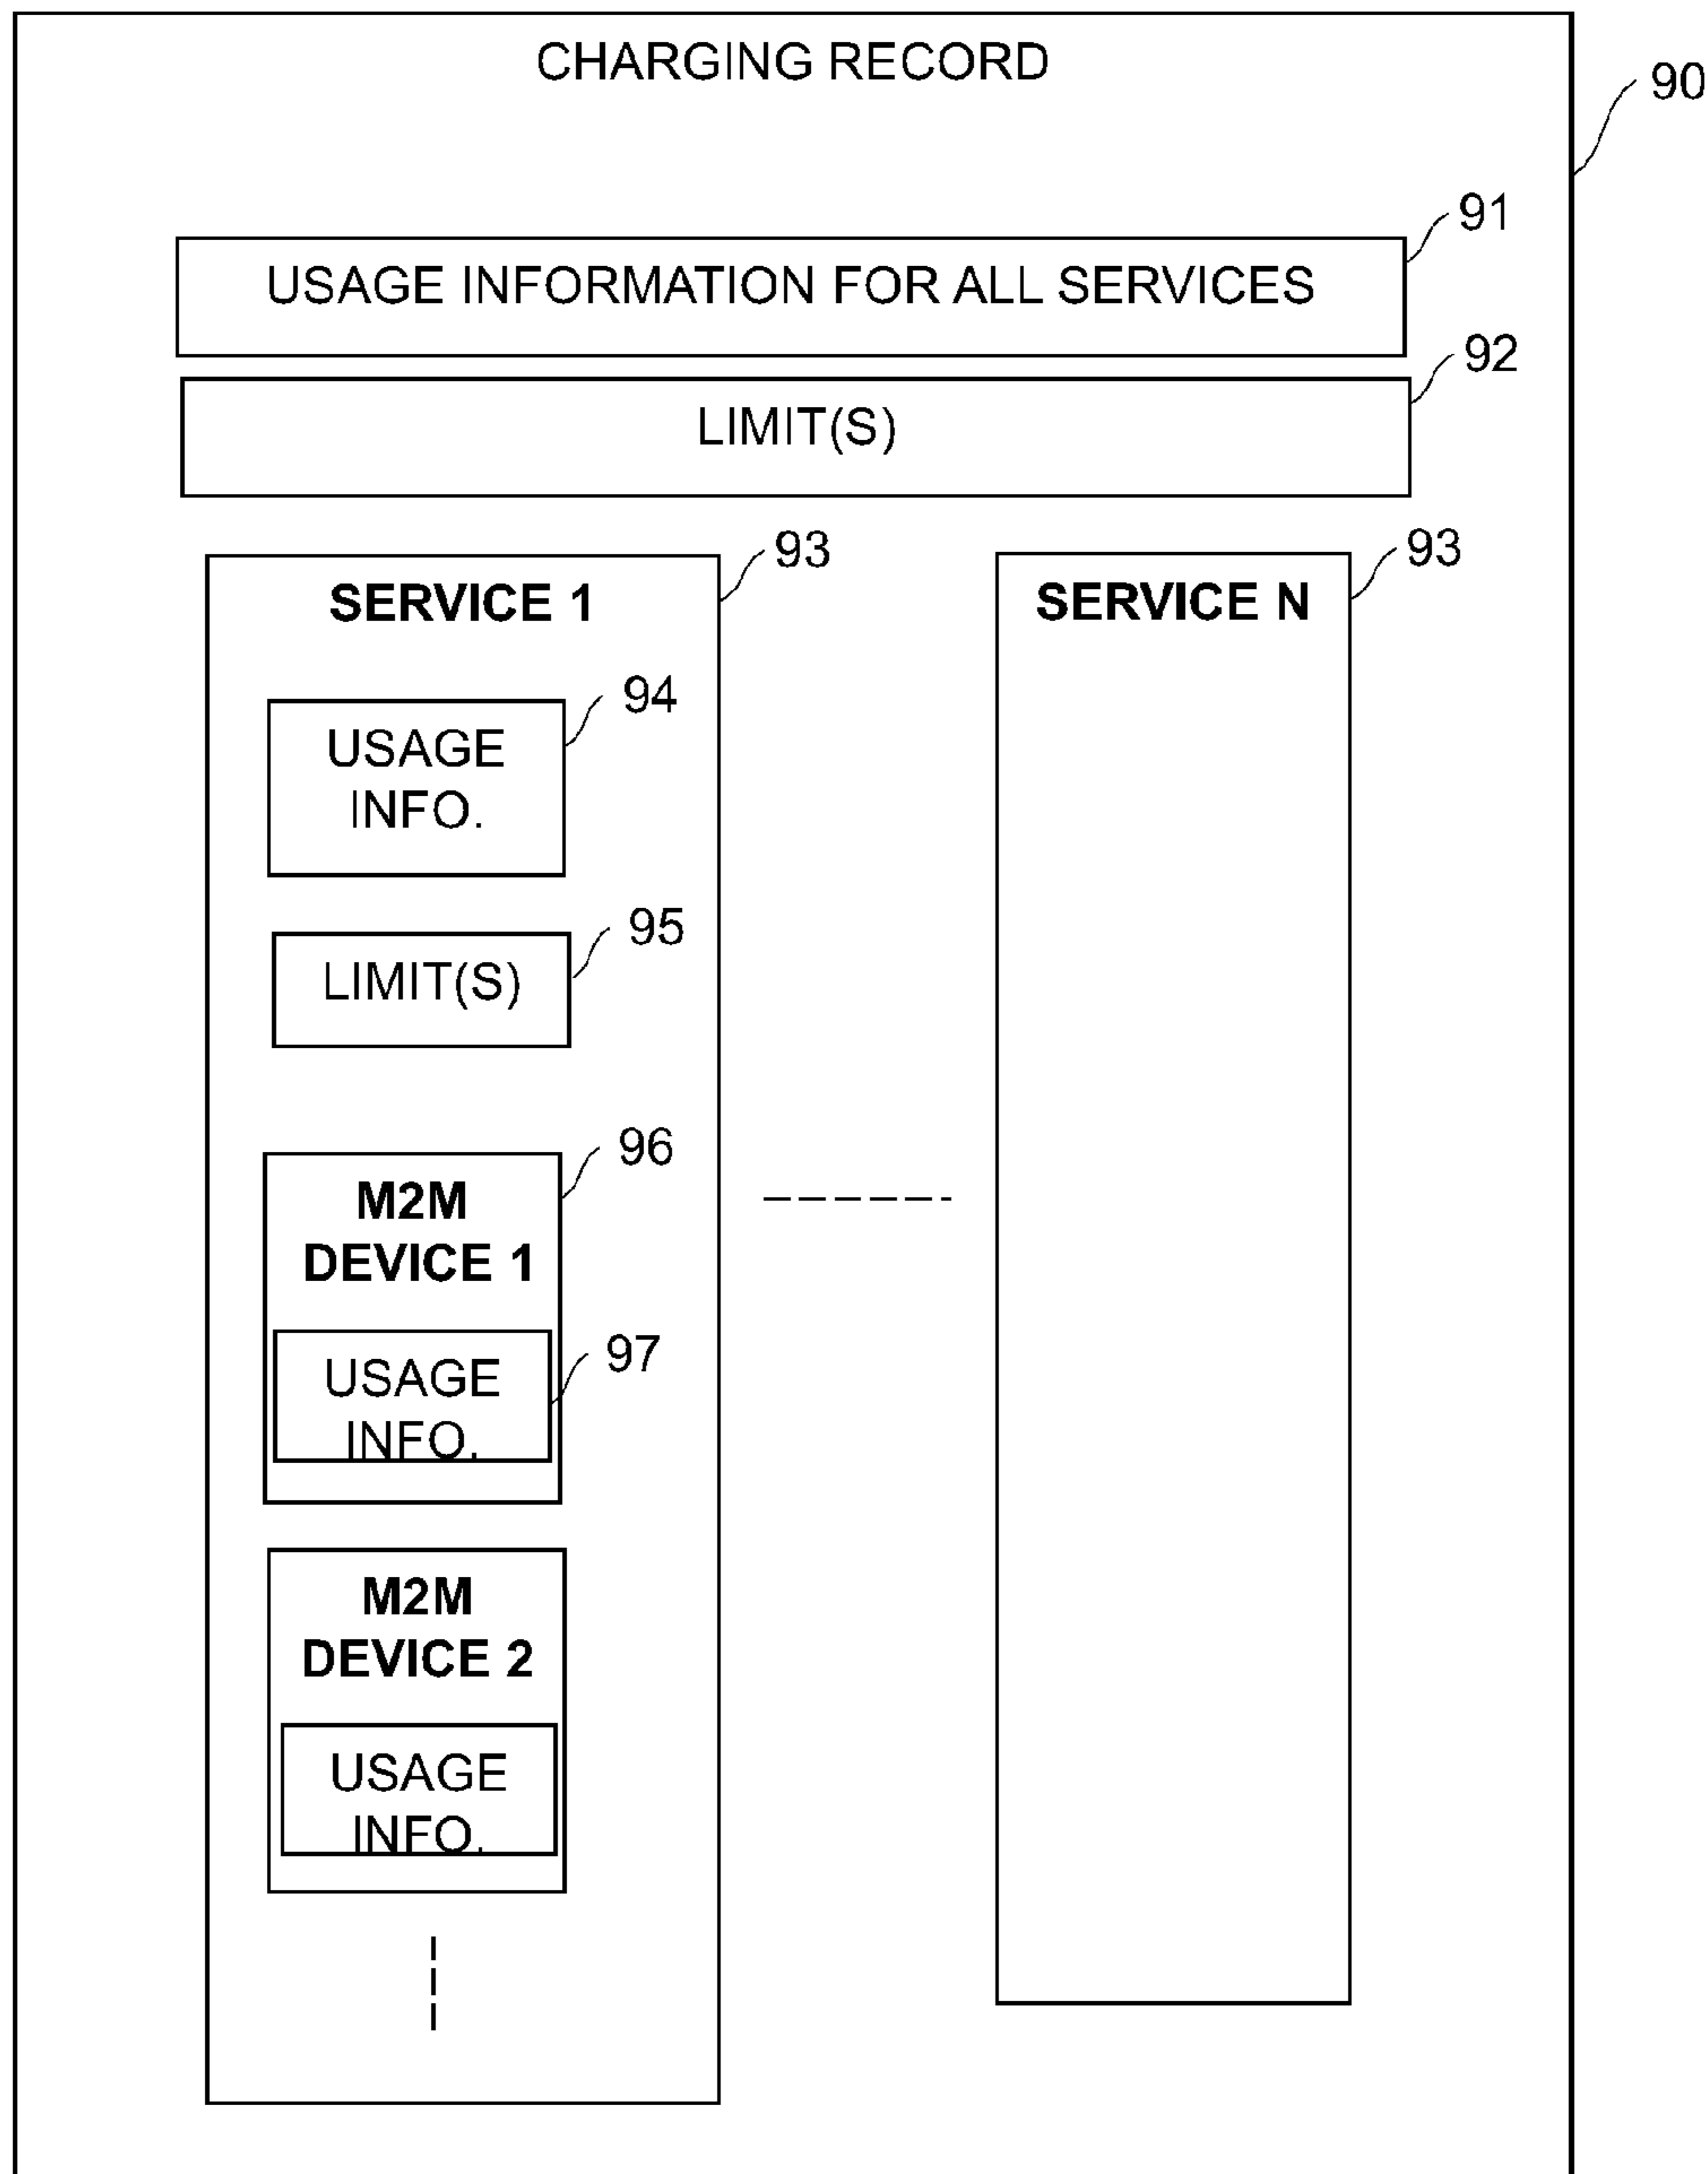 CHARGING RECORD
90
91
USAGE INFORMATION FOR ALL SERVICES
92
LIMIT(S)
93
SERVICE 1
94
USAGE
INFO.
95
LIMIT(S)
96
M2M
DEVICE 1
97
USAGE
INFO.
M2M
DEVICE 2
USAGE
INFO.
93
SERVICE N